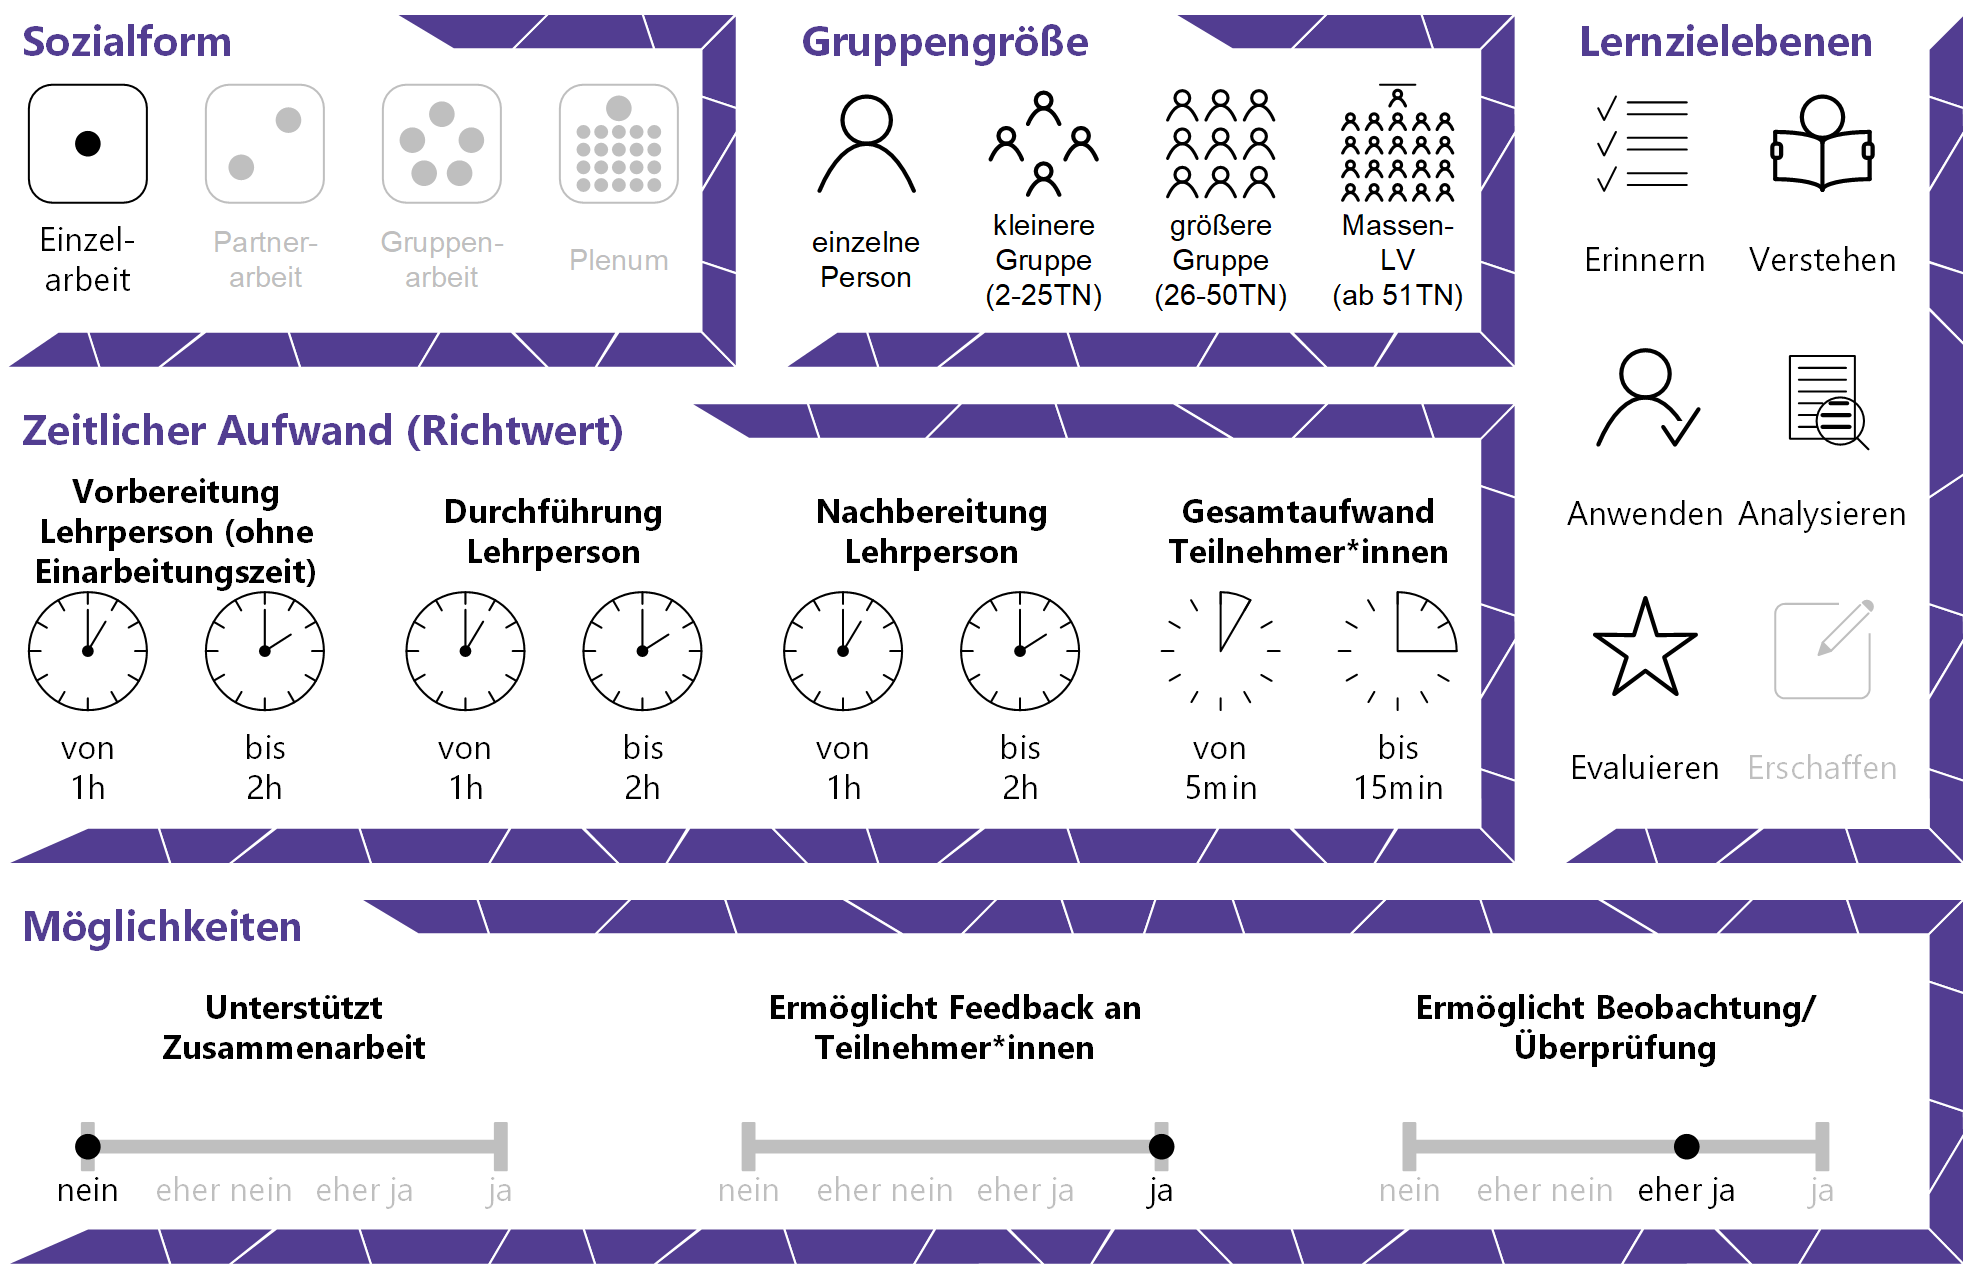 Sozialform
Einzel-
arbeit
Partner-
arbeit
Gruppen-
arbeit
Plenum
Gruppengröße
einzelne
Person
kleinere
Gruppe
(2-25TN)
größere
Gruppe
(26-50TN)
Massen-
LV
(ab 51TN)
Lernzielebenen
Erinnern
Verstehen
Anwenden
Analysieren
Evaluieren
Erschaffen
Zeitlicher Aufwand (Richtwert)
Vorbereitung
Lehrperson (ohne
Einarbeitungszeit)
von
1h
bis
2h
Durchführung
Lehrperson
von
1h
bis
2h
Nachbereitung
Lehrperson
von
1h
bis
2h
Gesamtaufwand
Teilnehmer*innen
von
5min
bis
15min
Möglichkeiten
Unterstützt
Zusammenarbeit
nein eher nein eher ja ja
Ermöglicht Feedback an
Teilnehmer*innen
nein eher nein eher ja ja
Ermöglicht Beobachtung/
Überprüfung
nein eher nein eher ja ja